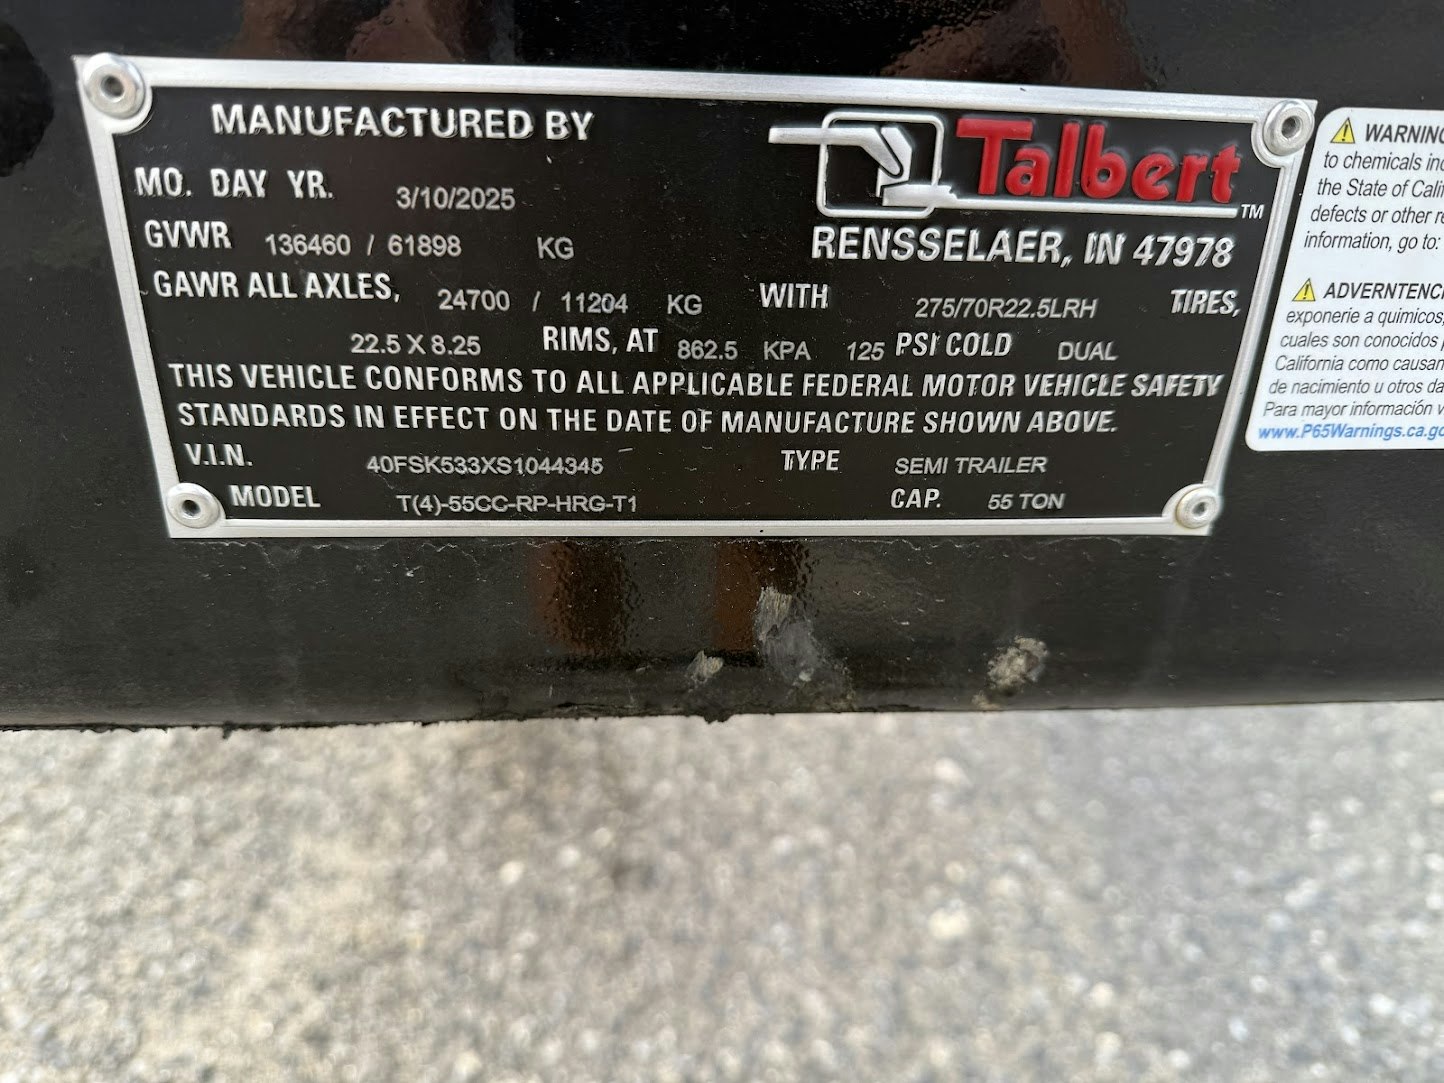 MANUFACTURED BY
Talbert™
MO. DAY YR. 3/10/2025
GVWR 136460 / 61898 KG
RENSSELAER, IN 47978
GAWR ALL AXLES, 24700 / 11204 KG WITH 275/70R22.5LRH TIRES,
22.5 X 8.25 RIMS, AT 862.5 KPA 125 PSI COLD DUAL
THIS VEHICLE CONFORMS TO ALL APPLICABLE FEDERAL MOTOR VEHICLE SAFETY
STANDARDS IN EFFECT ON THE DATE OF MANUFACTURE SHOWN ABOVE.
V.I.N. 40FSK533XS1044345 TYPE SEMI TRAILER
MODEL T(4)-55CC-RP-HRG-T1 CAP. 55 TON
WARNING
to chemicals
the State of
defects or other
information, go to:
exponerle a quimicos,
cuales son conocidos
California como
de nacimiento u otros
Para mayor información
www.P65Warnings.ca.go